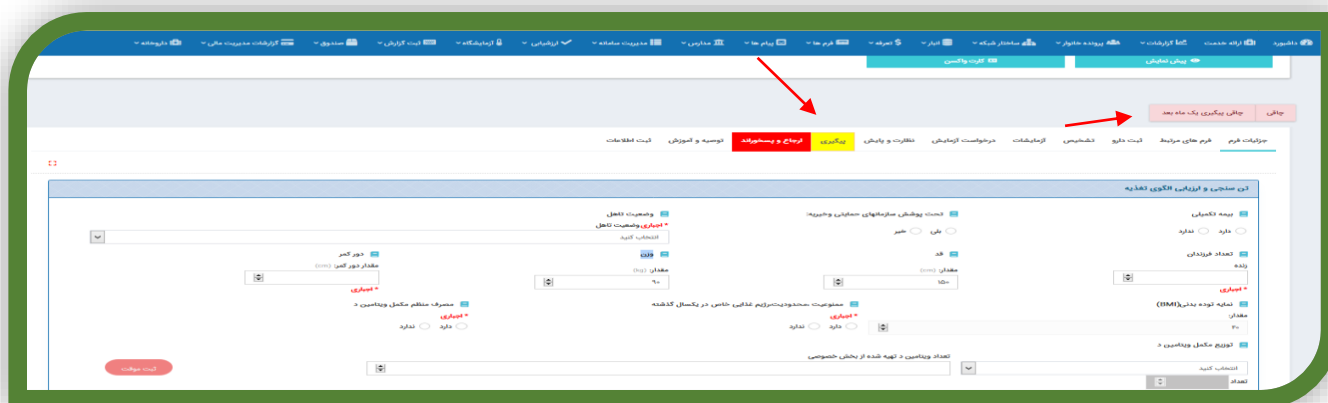 داشبورد ارائه خدمت گزارشات پرونده خانوار ساختار شبکه انبار تعرفه فرم ها پیام ها مدارس مدیریت سامانه ارزشیابی آزمایشگاه ثبت گزارش صندوق گزارشات مدیریت مالی داروخانه
پیش نمایش کارت واکسن
چاقی چاقی پیگیری یک ماه بعد
جزئیات فرم فرم های مرتبط ثبت دارو تشخیص آزمایشات درخواست آزمایش نظارت و پایش پیگیری ارجاع و پسخوراند توصیه و آموزش ثبت اطلاعات
تن سنجی و ارزیابی الگوی تغذیه
بیمه تکمیلی تحت پوشش سازمانهای حمایتی وخیریه: وضعیت تاهل
* اجباری وضعیت تاهل
دارد ندارد بلی خیر انتخاب کنید
تعداد فرزندان قد وزن دور کمر
زنده مقدار: (cm) مقدار: (kg) مقدار دور کمر: (cm)
۱۵۰ ۹۰
* اجباری * اجباری
نمایه توده بدنی(BMI) ممنوعیت ،محدودیت،رژیم غذایی خاص در یکسال گذشته مصرف منظم مکمل ویتامین د
مقدار: * اجباری * اجباری
۴۰ دارد ندارد دارد ندارد
توزیع مکمل ویتامین د
تعداد ویتامین د تهیه شده از بخش خصوصی
انتخاب کنید ثبت موقت
تعداد